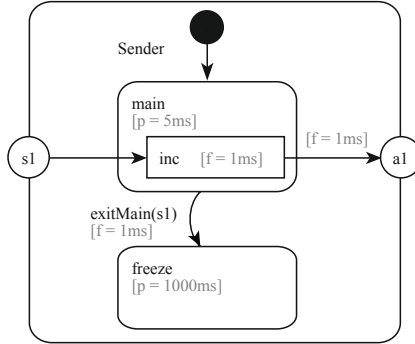 Sender
main
[p = 5ms]
s1
inc [f = 1ms]
[f = 1ms]
a1
exitMain(s1)
[f = 1ms]
freeze
[p = 1000ms]